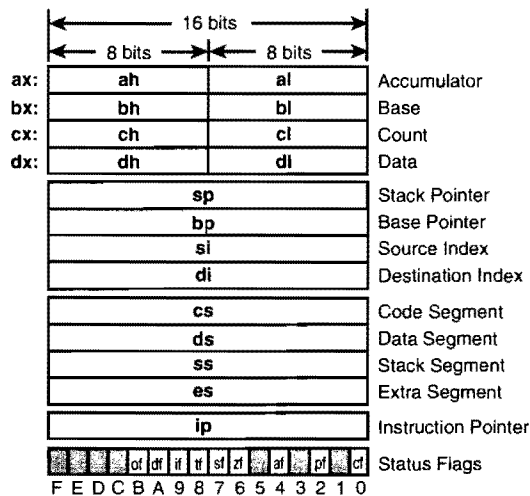 16 bits
8 bits 8 bits
ax: ah al Accumulator
bx: bh bl Base
cx: ch cl Count
dx: dh dl Data
sp Stack Pointer
bp Base Pointer
si Source Index
di Destination Index
cs Code Segment
ds Data Segment
ss Stack Segment
es Extra Segment
ip Instruction Pointer
of df if tf sf zf af pf cf Status Flags
F E D C B A 9 8 7 6 5 4 3 2 1 0